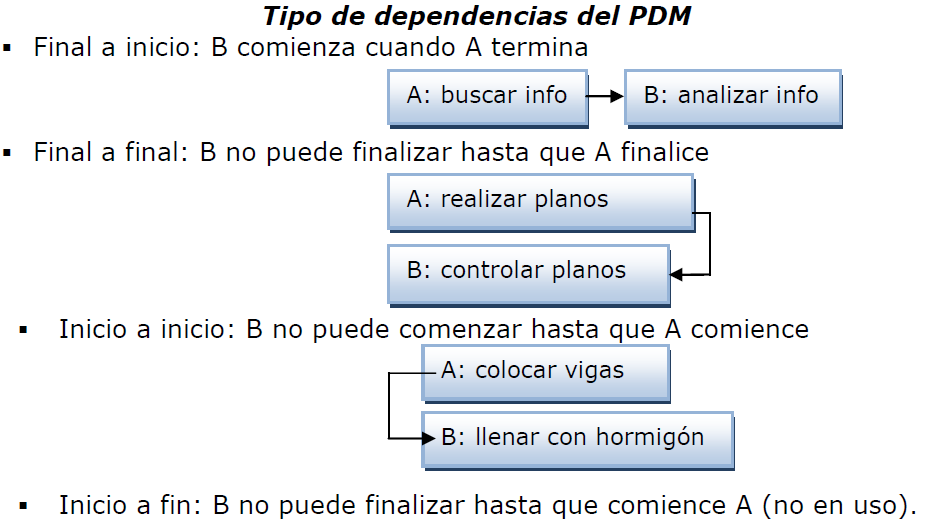 Tipo de dependencias del PDM
▪ Final a inicio: B comienza cuando A termina
A: buscar info
B: analizar info
▪ Final a final: B no puede finalizar hasta que A finalice
A: realizar planos
B: controlar planos
▪ Inicio a inicio: B no puede comenzar hasta que A comience
A: colocar vigas
B: llenar con hormigón
▪ Inicio a fin: B no puede finalizar hasta que comience A (no en uso).